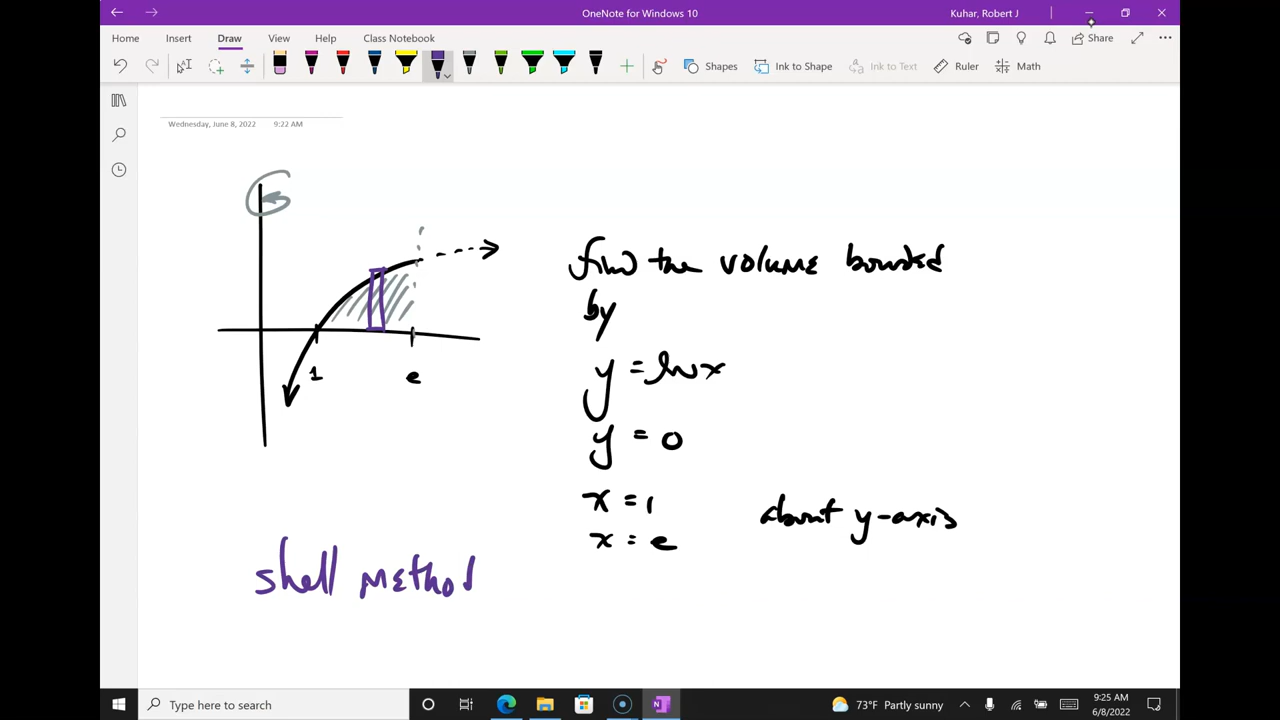 OneNote for Windows 10
Kuhar, Robert J
Home Insert Draw View Help Class Notebook
Share
Shapes Ink to Shape Ink to Text Ruler Math
Wednesday, June 8, 2022 9:22 AM
find the volume bounded
by
y = ln x
y = 0
1 e
x = 1
about y-axis
x = e
shell method
Type here to search
73°F Partly sunny
9:25 AM
6/8/2022